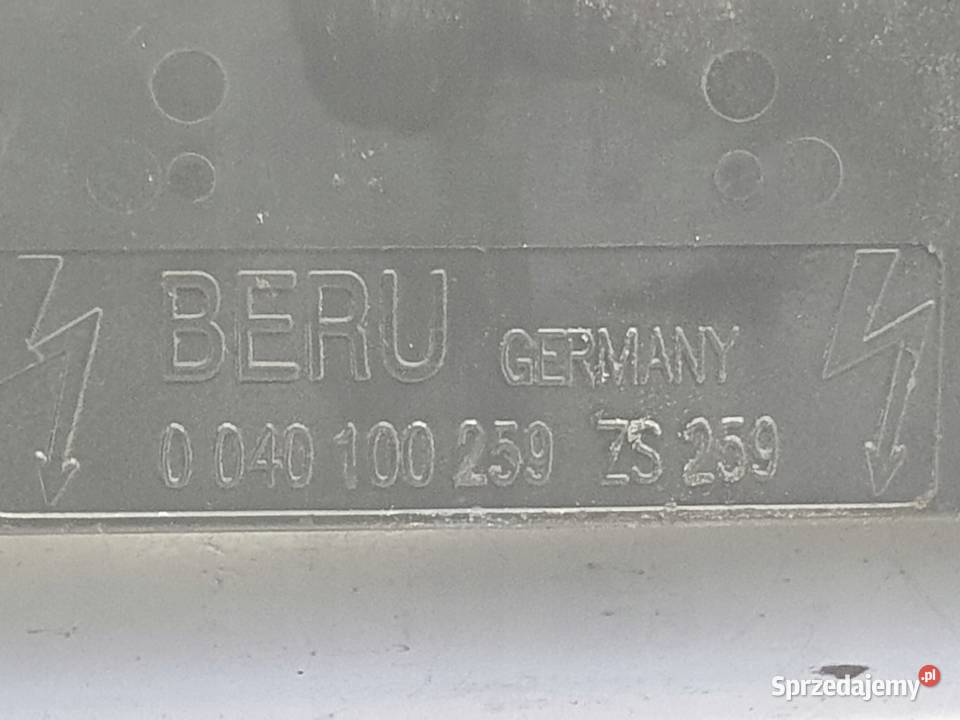 BERU GERMANY
0 040 100 259 ZS 259
Sprzedajemy.pl